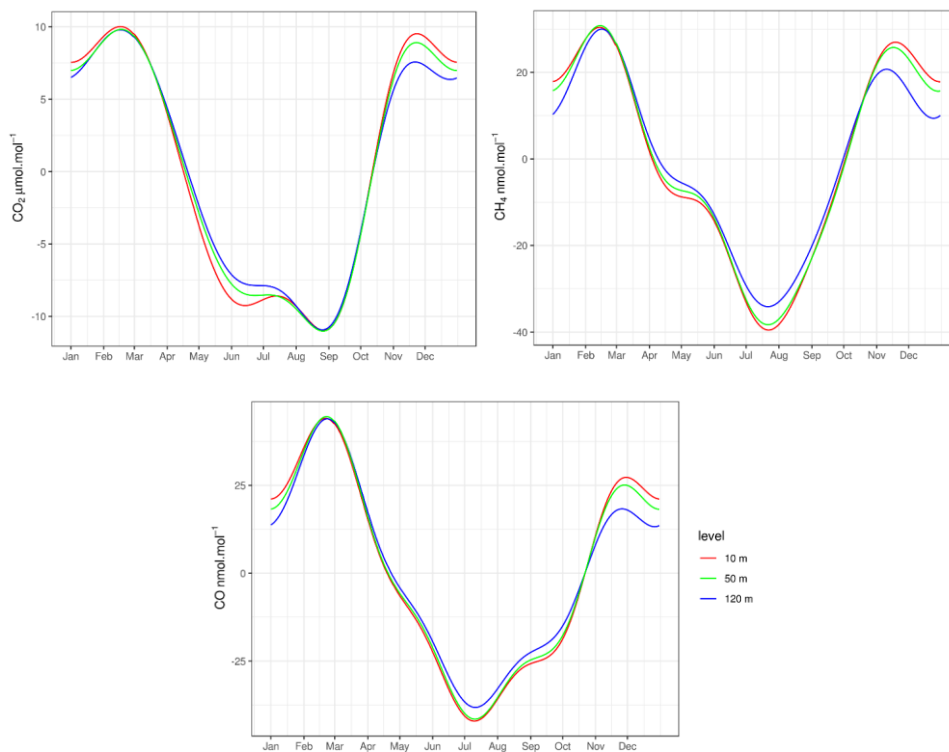 CO₂ μmol.mol⁻¹
10
5
0
-5
-10
Jan Feb Mar Apr May Jun Jul Aug Sep Oct Nov Dec
CH₄ nmol.mol⁻¹
20
0
-20
-40
Jan Feb Mar Apr May Jun Jul Aug Sep Oct Nov Dec
CO nmol.mol⁻¹
25
0
-25
Jan Feb Mar Apr May Jun Jul Aug Sep Oct Nov Dec
level
10 m
50 m
120 m